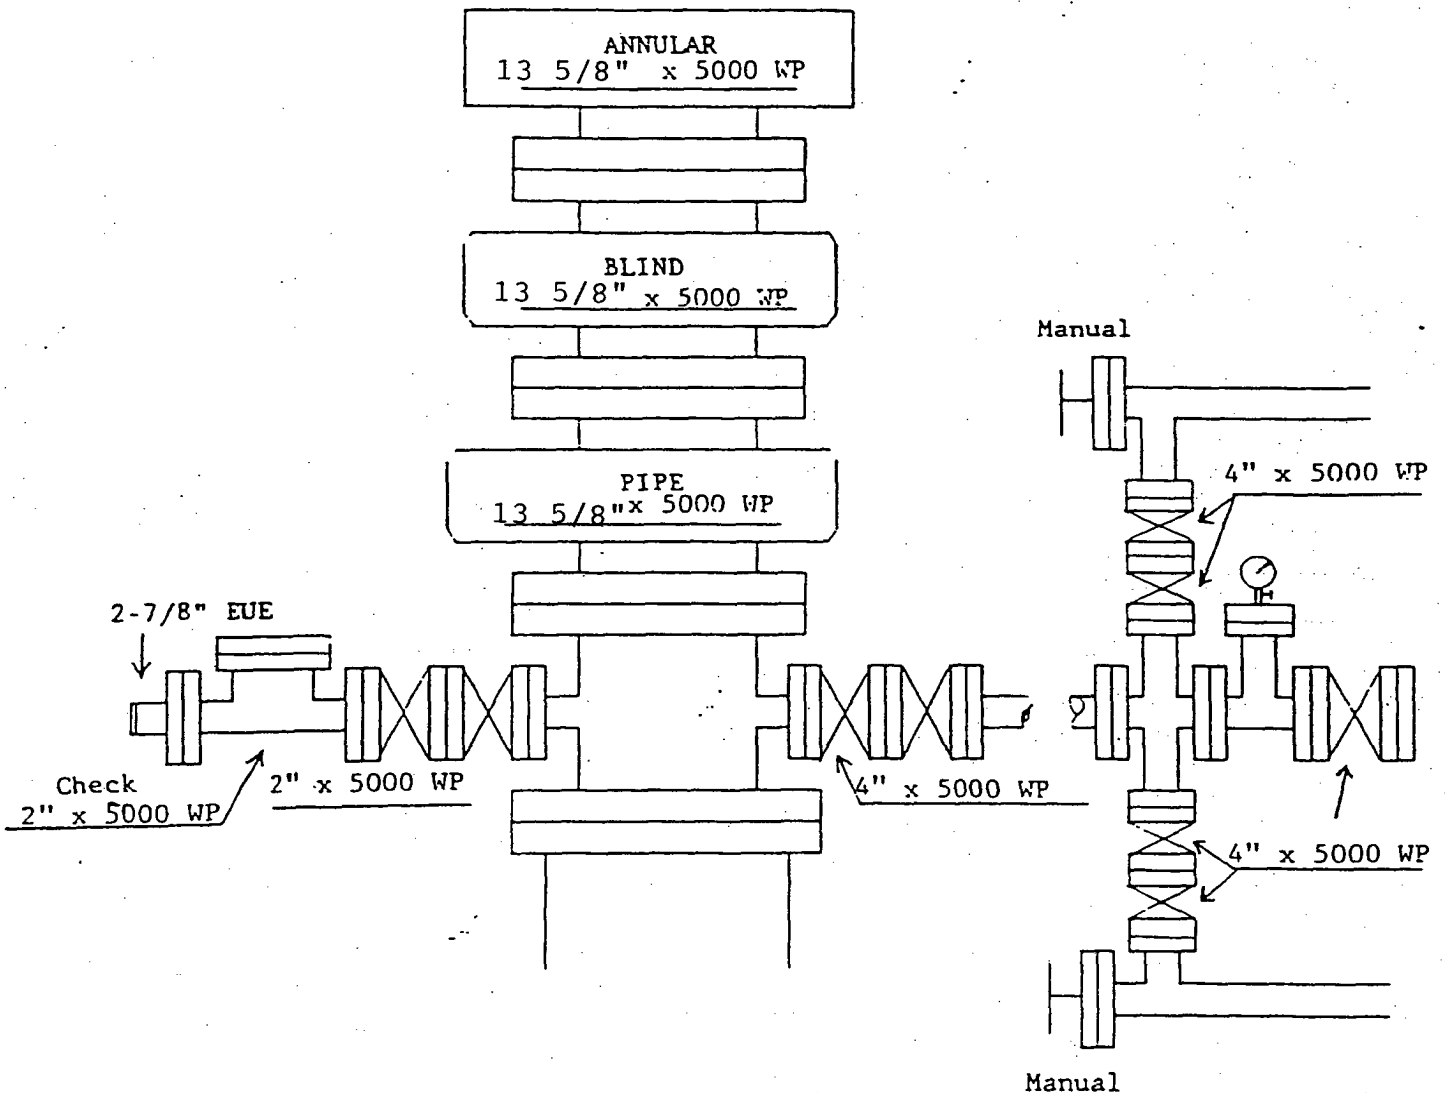 ANNULAR
13 5/8" x 5000 WP
BLIND
13 5/8" x 5000 WP
Manual
PIPE
13 5/8" x 5000 WP
4" x 5000 WP
2-7/8" EUE
Check
2" x 5000 WP
2" x 5000 WP
4" x 5000 WP
4" x 5000 WP
Manual